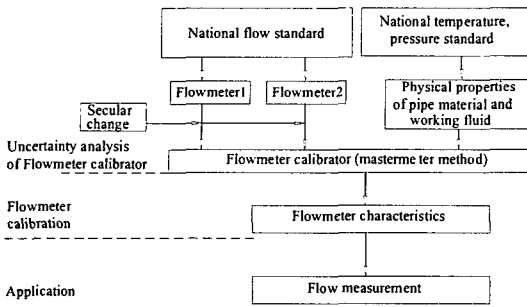 National flow standard
National temperature,
pressure standard
Flowmeter1
Flowmeter2
Physical properties
of pipe material and
working fluid
Secular
change
Uncertainty analysis
of Flowmeter calibrator
Flowmeter calibrator (masterme ter method)
Flowmeter
calibration
Flowmeter characteristics
Application
Flow measurement